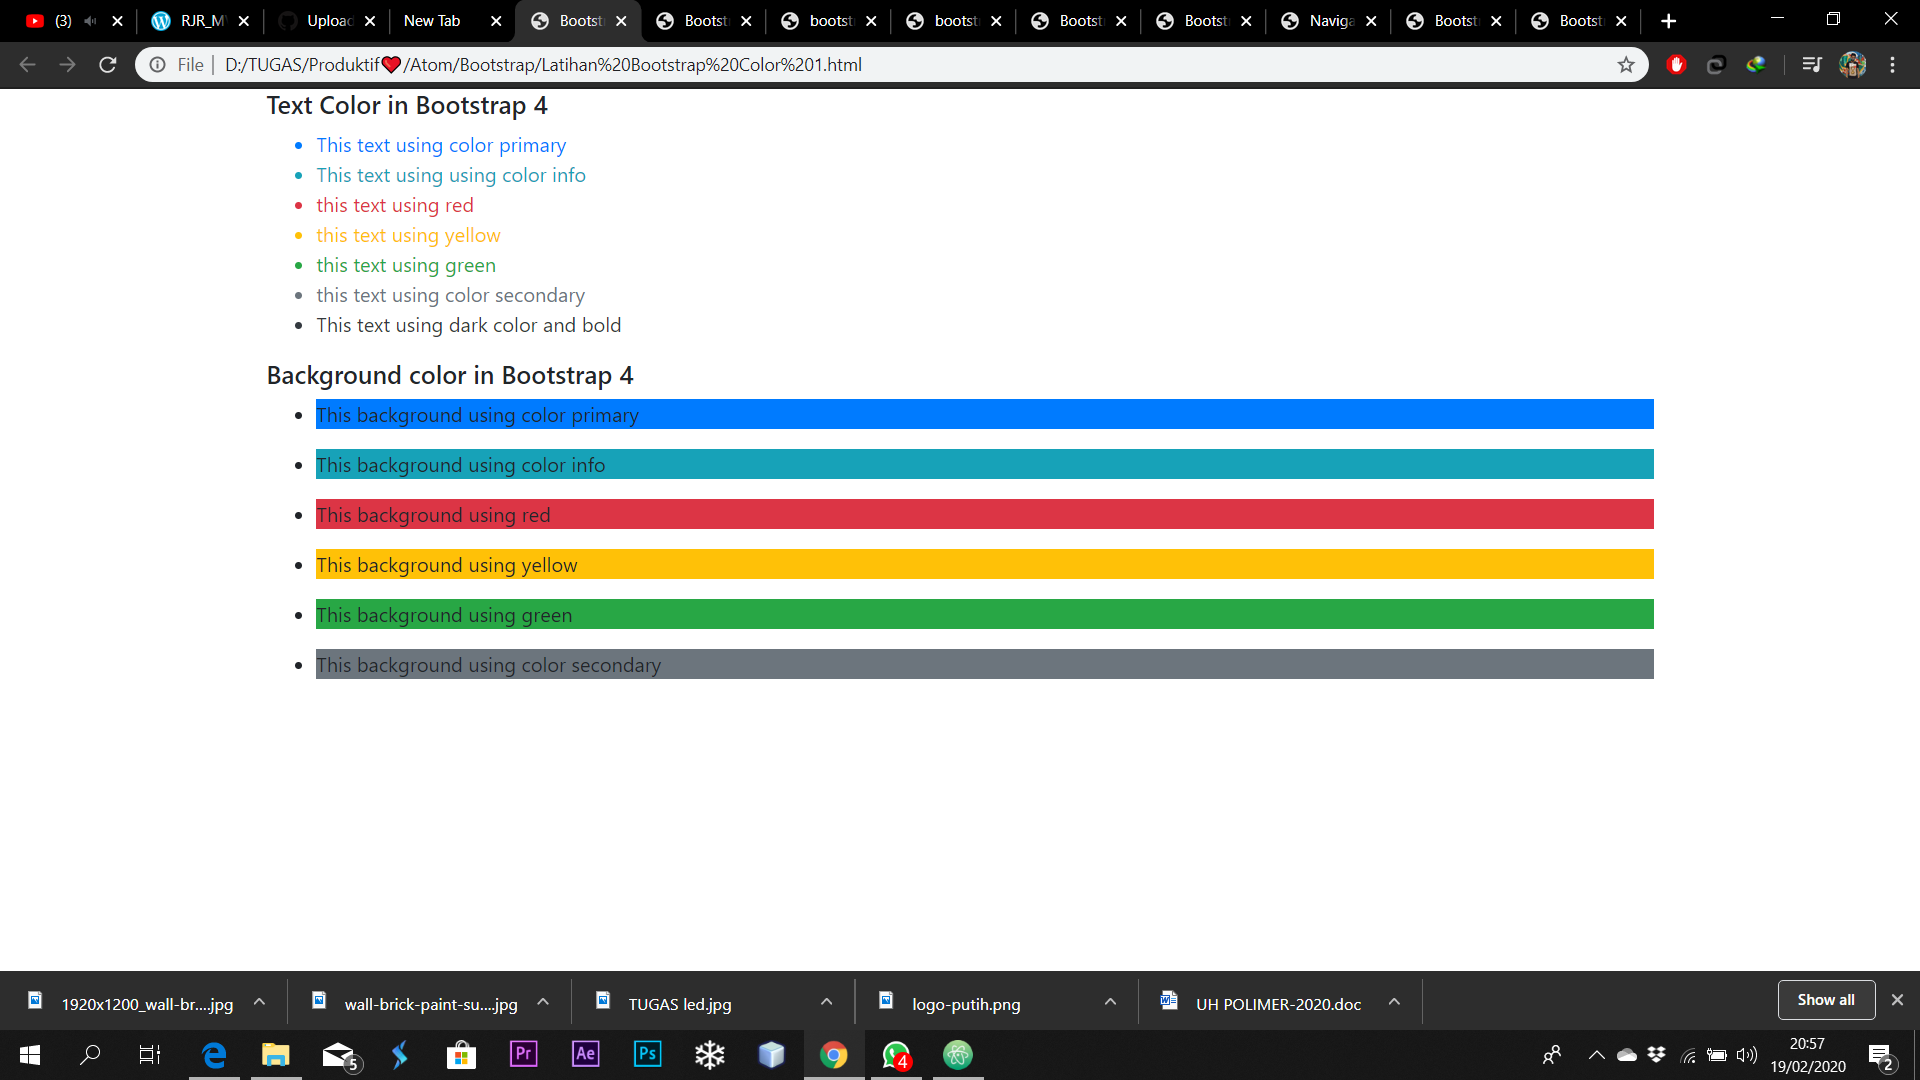 (3)
RJR_M
Upload
New Tab
Bootst
Bootst
bootst
bootst
Bootst
Bootst
Naviga
Bootst
Bootst
File
D:/TUGAS/Produktif❤/Atom/Bootstrap/Latihan%20Bootstrap%20Color%201.html
Text Color in Bootstrap 4
This text using color primary
This text using using color info
this text using red
this text using yellow
this text using green
this text using color secondary
This text using dark color and bold
Background color in Bootstrap 4
This background using color primary
This background using color info
This background using red
This background using yellow
This background using green
This background using color secondary
1920x1200_wall-br....jpg
wall-brick-paint-su....jpg
TUGAS led.jpg
logo-putih.png
UH POLIMER-2020.doc
Show all
5
Pr
Ae
Ps
4
20:57
19/02/2020
2